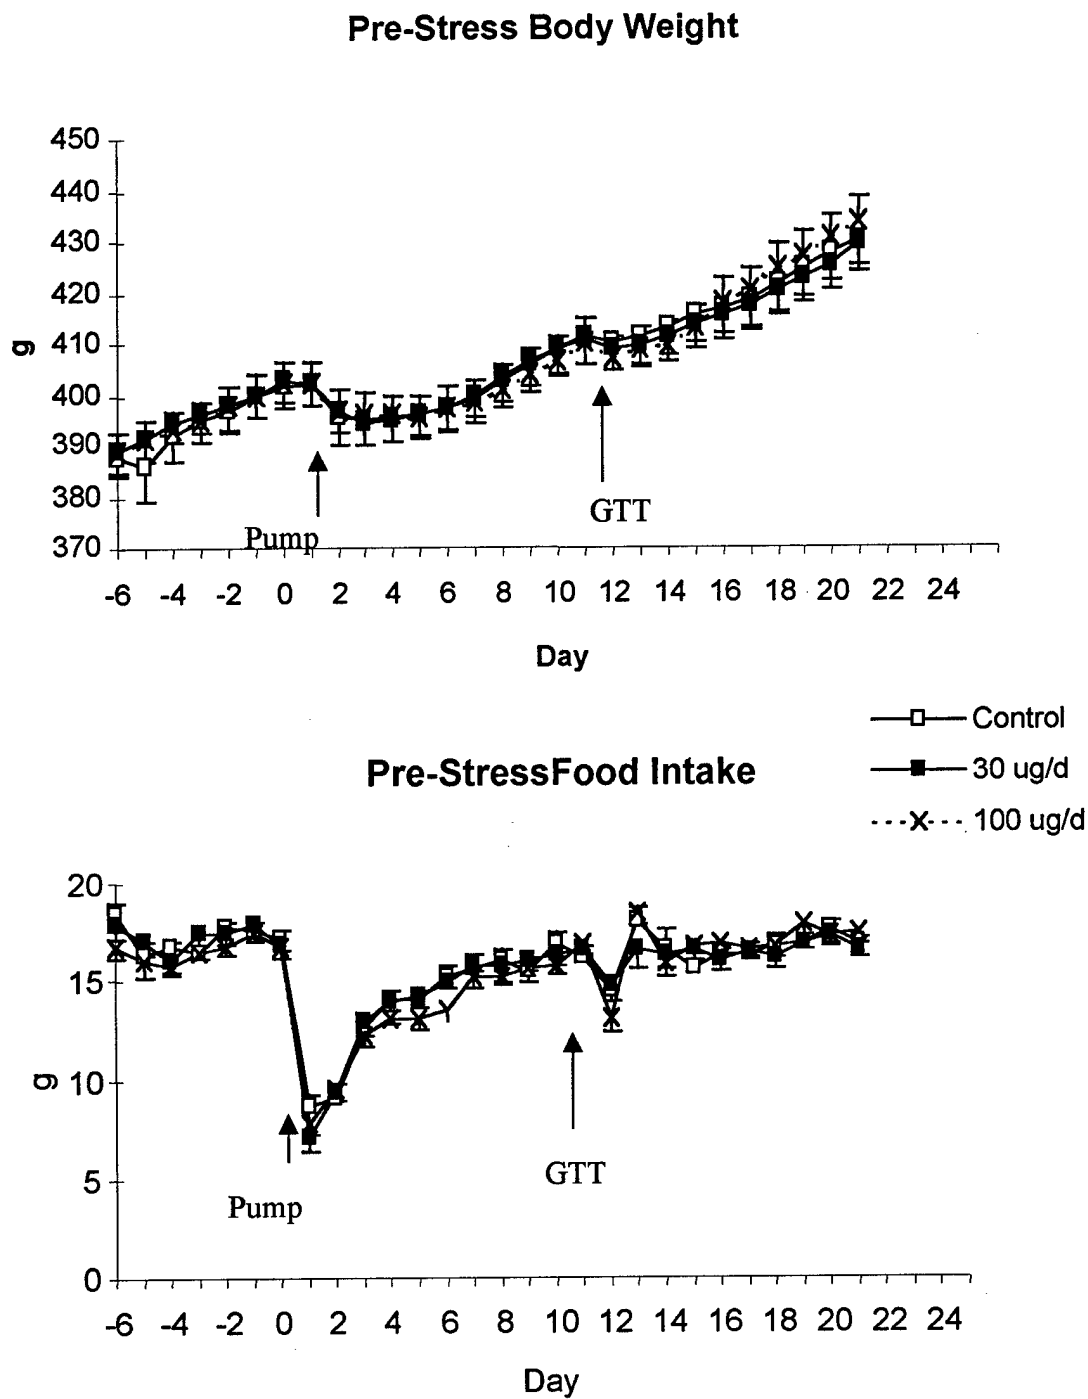 Pre-Stress Body Weight
450
440
430
420
410
400
390
380
370
g
Pump
GTT
-6 -4 -2 0 2 4 6 8 10 12 14 16 18 20 22 24
Day
Control
30 ug/d
100 ug/d
Pre-StressFood Intake
20
15
10
5
0
g
Pump
GTT
-6 -4 -2 0 2 4 6 8 10 12 14 16 18 20 22 24
Day